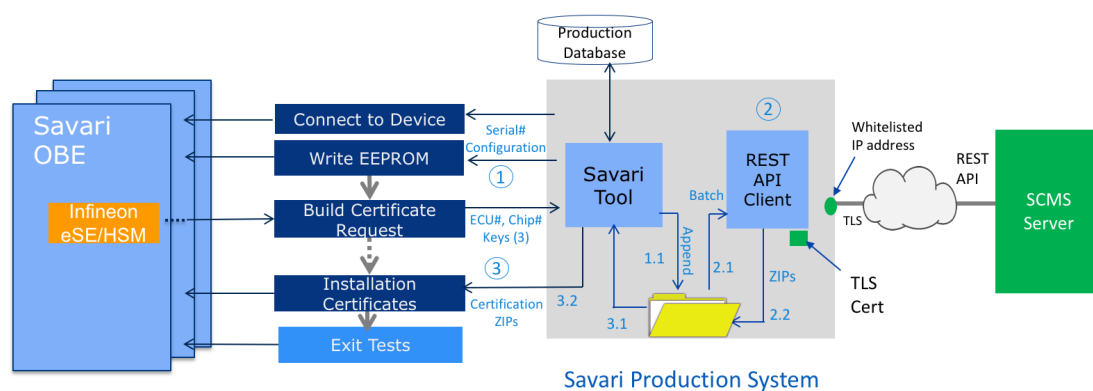 Production
Database
Savari
OBE
Infineon
eSE/HSM
Connect to Device
Write EEPROM
Build Certificate
Request
Installation
Certificates
Exit Tests
Serial#
Configuration
1
ECU#, Chip#
Keys (3)
3
Certification
ZIPs
Savari
Tool
1.1
Append
2.1
Batch
2
REST
API
Client
ZIPs
2.2
3.1
3.2
Whitelisted
IP address
TLS
TLS
Cert
REST
API
SCMS
Server
Savari Production System